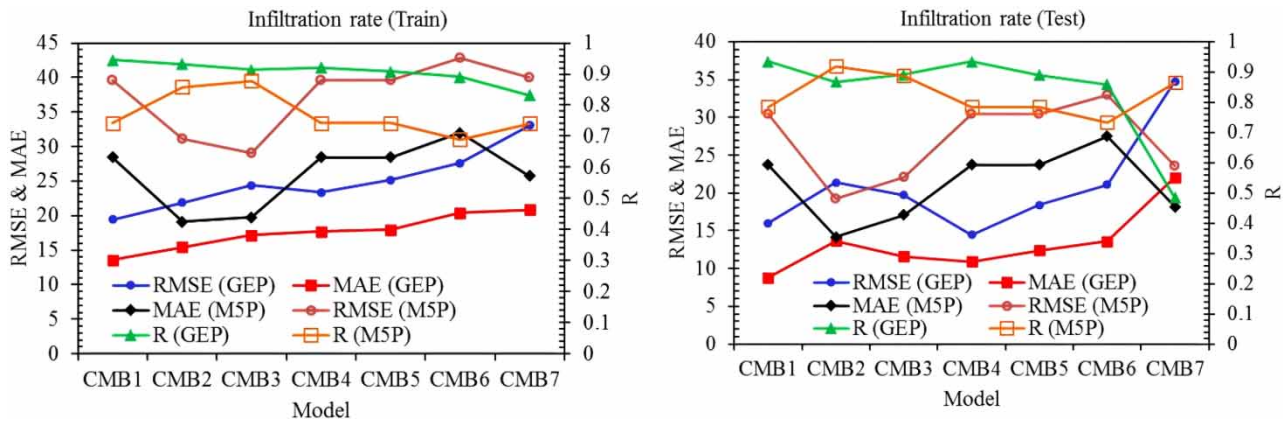 Infiltration rate (Train)
45
40
35
30
25
20
15
10
5
0
RMSE & MAE
1
0.9
0.8
0.7
0.6
0.5
0.4
0.3
0.2
0.1
0
R
RMSE (GEP)
MAE (GEP)
MAE (M5P)
RMSE (M5P)
R (GEP)
R (M5P)
CMB1 CMB2 CMB3 CMB4 CMB5 CMB6 CMB7
Model
Infiltration rate (Test)
40
35
30
25
20
15
10
5
0
RMSE & MAE
1
0.9
0.8
0.7
0.6
0.5
0.4
0.3
0.2
0.1
0
R
RMSE (GEP)
MAE (GEP)
MAE (M5P)
RMSE (M5P)
R (GEP)
R (M5P)
CMB1 CMB2 CMB3 CMB4 CMB5 CMB6 CMB7
Model